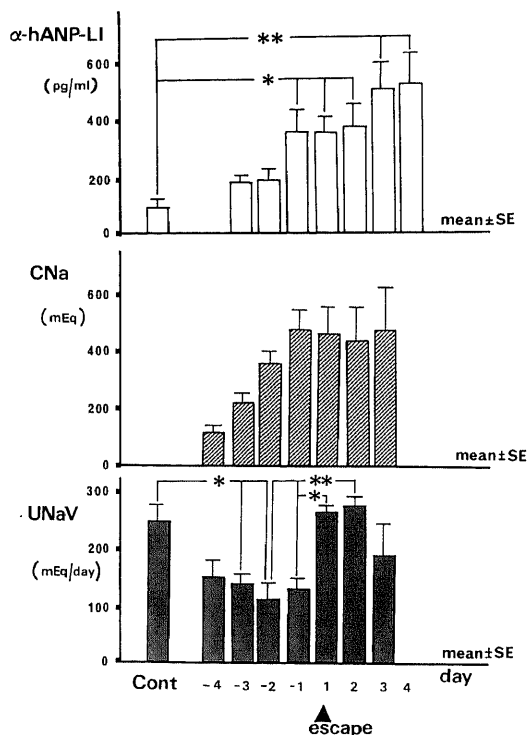 α-hANP-LI
**
600
(pg/ml)
*
400
200
0
mean±SE
CNa
600
(mEq)
400
200
0
mean±SE
300
*
**
UNaV
*
200
(mEq/day)
100
0
mean±SE
Cont
-4
-3
-2
-1
1
2
3
4
day
escape